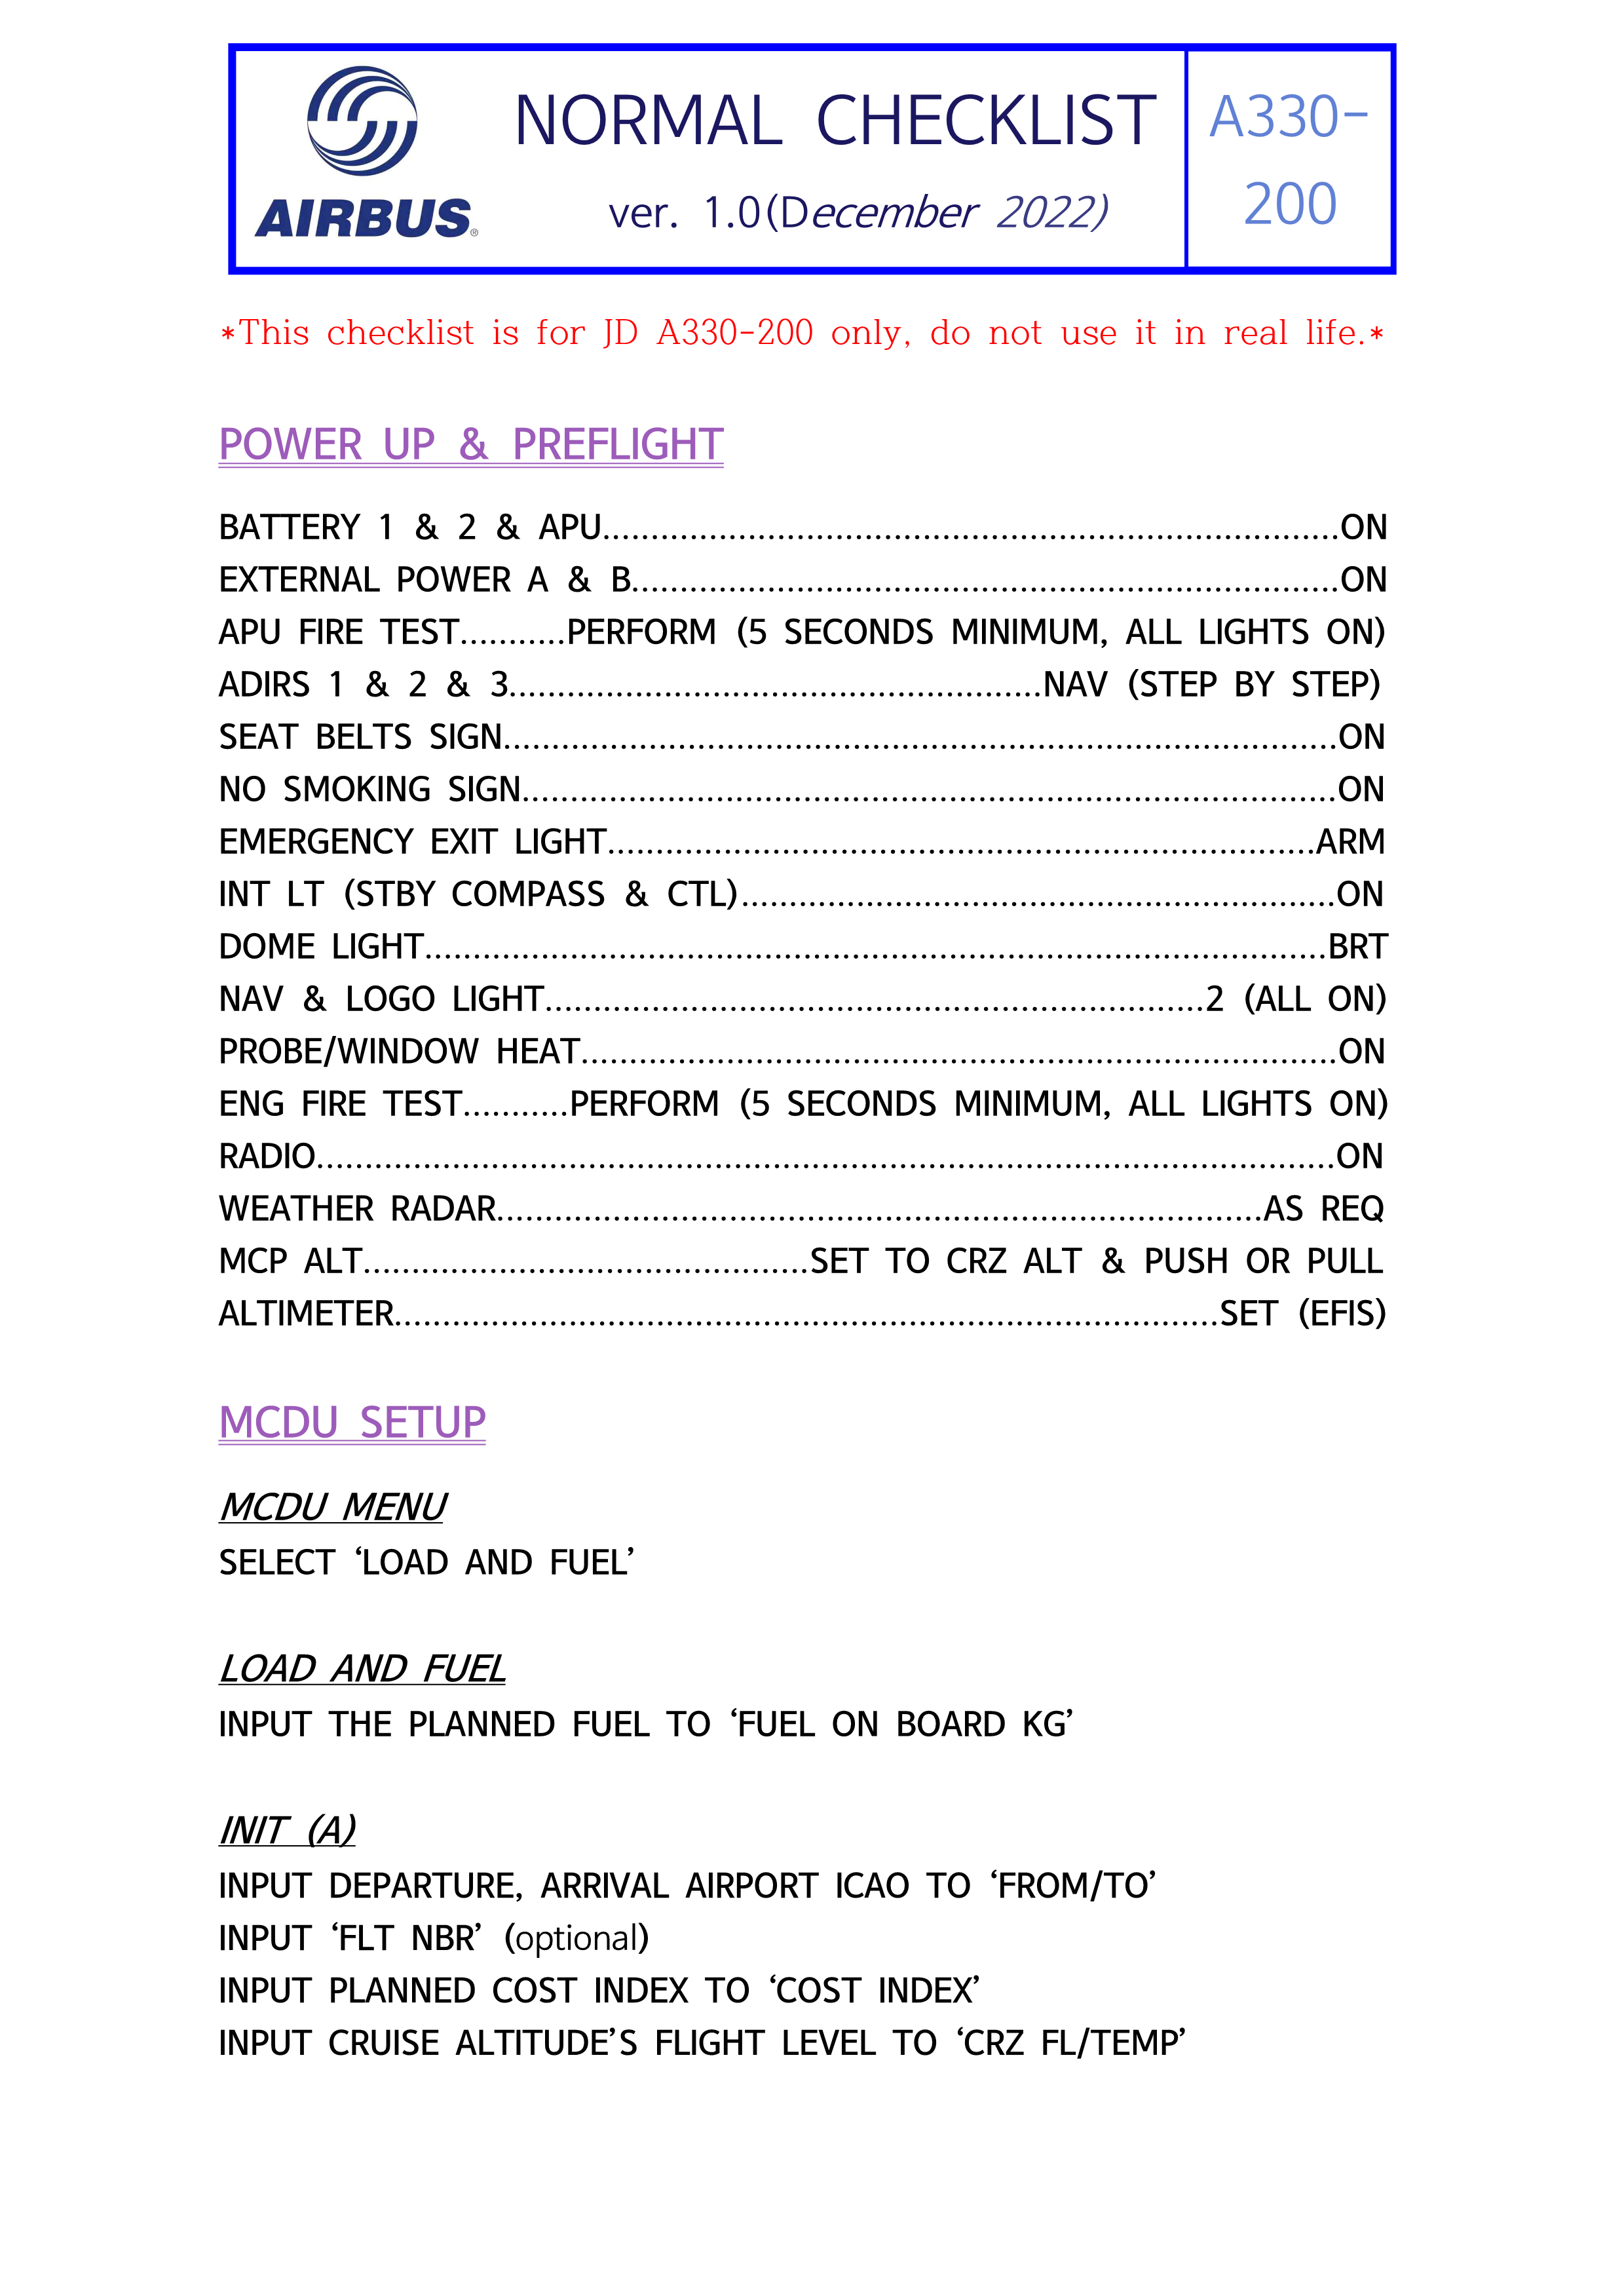 AIRBUS®
NORMAL CHECKLIST
ver. 1.0(December 2022)
A330-
200
*This checklist is for JD A330-200 only, do not use it in real life.*
POWER UP & PREFLIGHT
BATTERY 1 & 2 & APU............................................................................ON
EXTERNAL POWER A & B.........................................................................ON
APU FIRE TEST...........PERFORM (5 SECONDS MINIMUM, ALL LIGHTS ON)
ADIRS 1 & 2 & 3.......................................................NAV (STEP BY STEP)
SEAT BELTS SIGN......................................................................................ON
NO SMOKING SIGN....................................................................................ON
EMERGENCY EXIT LIGHT.........................................................................ARM
INT LT (STBY COMPASS & CTL)..............................................................ON
DOME LIGHT.............................................................................................BRT
NAV & LOGO LIGHT....................................................................2 (ALL ON)
PROBE/WINDOW HEAT..............................................................................ON
ENG FIRE TEST...........PERFORM (5 SECONDS MINIMUM, ALL LIGHTS ON)
RADIO.........................................................................................................ON
WEATHER RADAR...............................................................................AS REQ
MCP ALT..............................................SET TO CRZ ALT & PUSH OR PULL
ALTIMETER.....................................................................................SET (EFIS)
MCDU SETUP
MCDU MENU
SELECT ‘LOAD AND FUEL’
LOAD AND FUEL
INPUT THE PLANNED FUEL TO ‘FUEL ON BOARD KG’
INIT (A)
INPUT DEPARTURE, ARRIVAL AIRPORT ICAO TO ‘FROM/TO’
INPUT ‘FLT NBR’ (optional)
INPUT PLANNED COST INDEX TO ‘COST INDEX’
INPUT CRUISE ALTITUDE’S FLIGHT LEVEL TO ‘CRZ FL/TEMP’